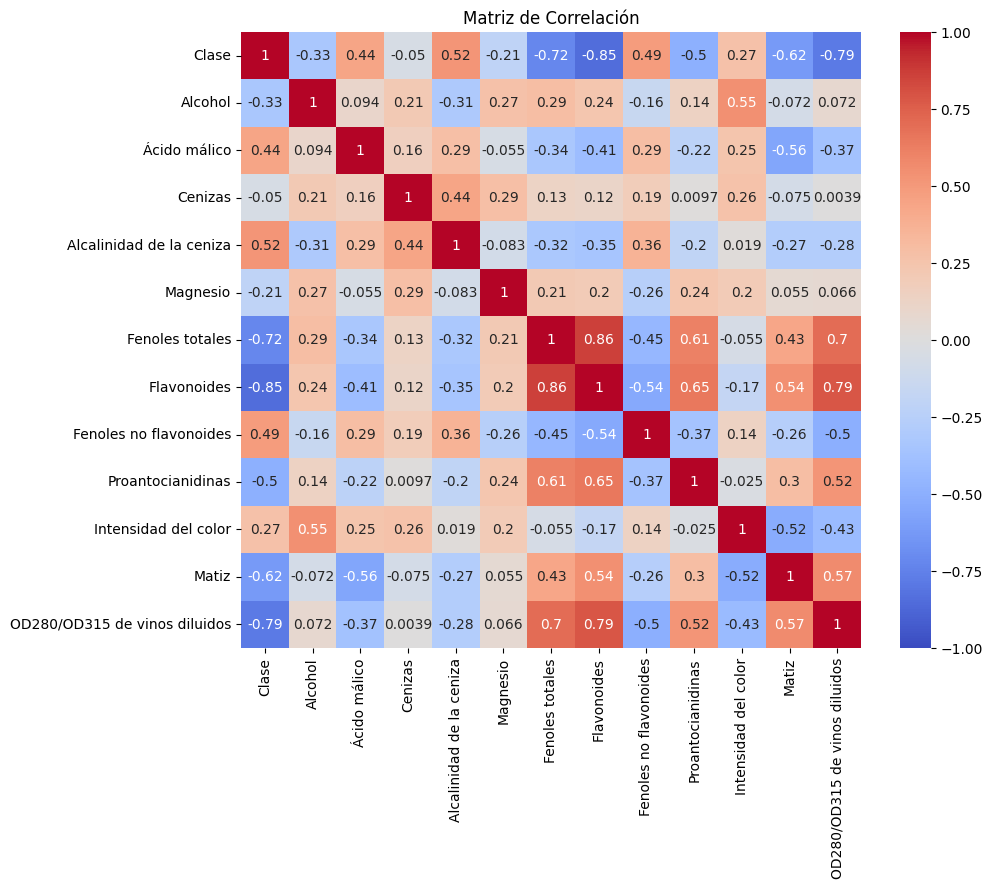 Matriz de Correlación
Clase 1 -0.33 0.44 -0.05 0.52 -0.21 -0.72 -0.85 0.49 -0.5 0.27 -0.62 -0.79
Alcohol -0.33 1 0.094 0.21 -0.31 0.27 0.29 0.24 -0.16 0.14 0.55 -0.072 0.072
Ácido málico 0.44 0.094 1 0.16 0.29 -0.055 -0.34 -0.41 0.29 -0.22 0.25 -0.56 -0.37
Cenizas -0.05 0.21 0.16 1 0.44 0.29 0.13 0.12 0.19 0.0097 0.26 -0.075 0.0039
Alcalinidad de la ceniza 0.52 -0.31 0.29 0.44 1 -0.083 -0.32 -0.35 0.36 -0.2 0.019 -0.27 -0.28
Magnesio -0.21 0.27 -0.055 0.29 -0.083 1 0.21 0.2 -0.26 0.24 0.2 0.055 0.066
Fenoles totales -0.72 0.29 -0.34 0.13 -0.32 0.21 1 0.86 -0.45 0.61 -0.055 0.43 0.7
Flavonoides -0.85 0.24 -0.41 0.12 -0.35 0.2 0.86 1 -0.54 0.65 -0.17 0.54 0.79
Fenoles no flavonoides 0.49 -0.16 0.29 0.19 0.36 -0.26 -0.45 -0.54 1 -0.37 0.14 -0.26 -0.5
Proantocianidinas -0.5 0.14 -0.22 0.0097 -0.2 0.24 0.61 0.65 -0.37 1 -0.025 0.3 0.52
Intensidad del color 0.27 0.55 0.25 0.26 0.019 0.2 -0.055 -0.17 0.14 -0.025 1 -0.52 -0.43
Matiz -0.62 -0.072 -0.56 -0.075 -0.27 0.055 0.43 0.54 -0.26 0.3 -0.52 1 0.57
OD280/OD315 de vinos diluidos -0.79 0.072 -0.37 0.0039 -0.28 0.066 0.7 0.79 -0.5 0.52 -0.43 0.57 1
Clase
Alcohol
Ácido málico
Cenizas
Alcalinidad de la ceniza
Magnesio
Fenoles totales
Flavonoides
Fenoles no flavonoides
Proantocianidinas
Intensidad del color
Matiz
OD280/OD315 de vinos diluidos
1.00
0.75
0.50
0.25
0.00
−0.25
−0.50
−0.75
−1.00